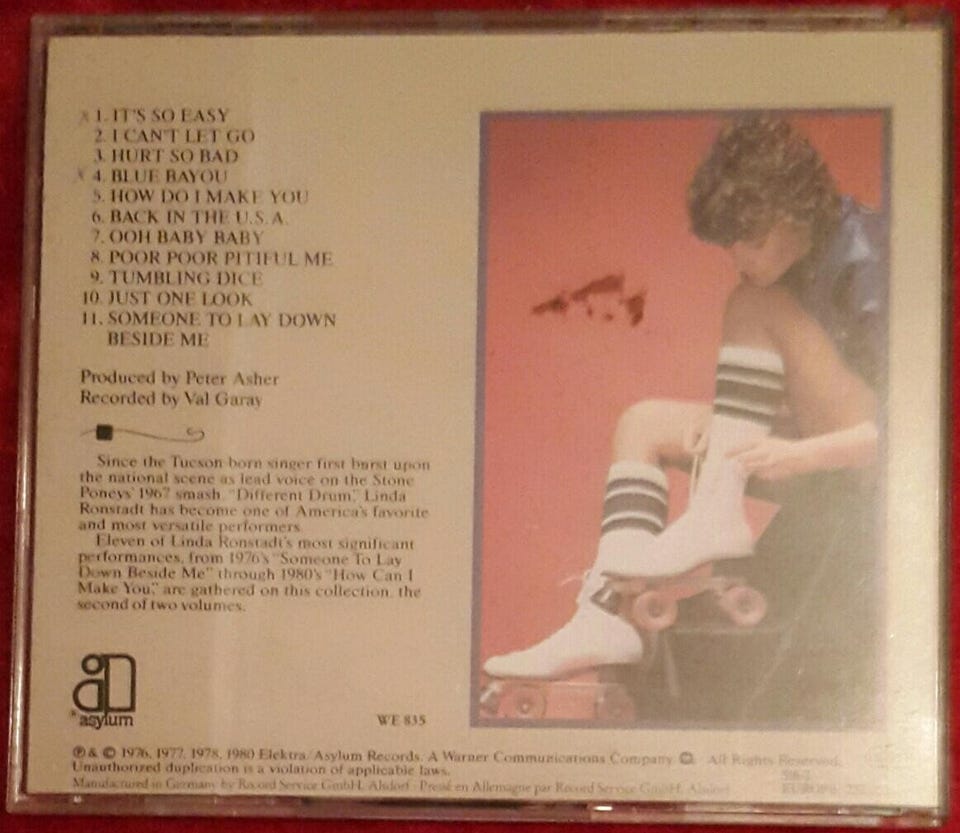 1. IT'S SO EASY
2. I CAN'T LET GO
3. HURT SO BAD
4. BLUE BAYOU
5. HOW DO I MAKE YOU
6. BACK IN THE U.S.A.
7. OOH BABY BABY
8. POOR POOR PITIFUL ME
9. TUMBLING DICE
10. JUST ONE LOOK
11. SOMEONE TO LAY DOWN
BESIDE ME
Produced by Peter Asher
Recorded by Val Garay
Since the Tucson born singer first burst upon
the national scene as lead voice on the Stone
Poneys' 1967 smash, "Different Drum," Linda
Ronstadt has become one of America's favorite
and most versatile performers.
Eleven of Linda Ronstadt's most significant
performances, from 1976's "Someone To Lay
Down Beside Me" through 1980's "How Can I
Make You," are gathered on this collection, the
second of two volumes.
asylum
WE 835
℗ & © 1976, 1977, 1978, 1980 Elektra/Asylum Records. A Warner Communications Company. All Rights Reserved.
Unauthorized duplication is a violation of applicable laws.
Manufactured in Germany by Record Service GmbH, Alsdorf · Pressé en Allemagne par Record Service GmbH, Alsdorf
EUROPE